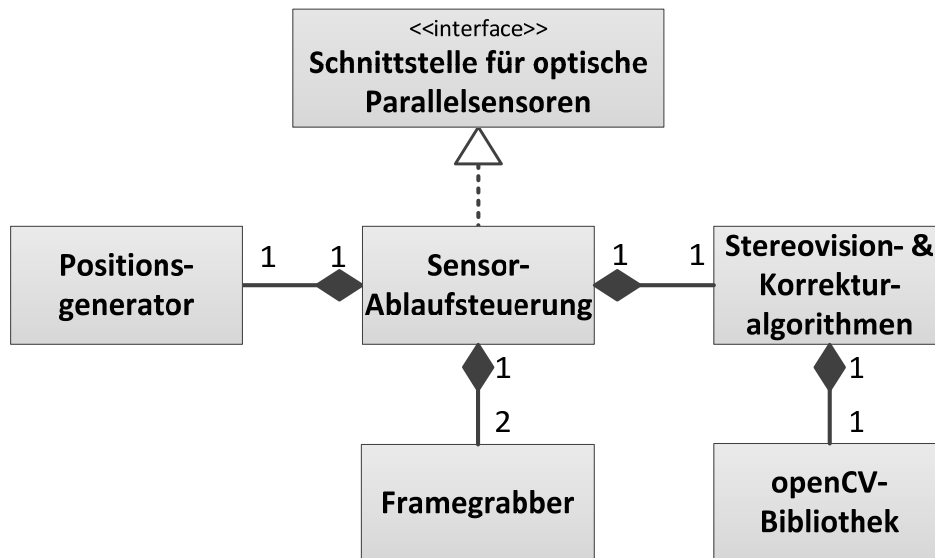 <<interface>>
Schnittstelle für optische
Parallelsensoren
Positions-
generator
1
1
Sensor-
Ablaufsteuerung
1
1
Stereovision- &
Korrektur-
algorithmen
1
2
1
1
Framegrabber
openCV-
Bibliothek